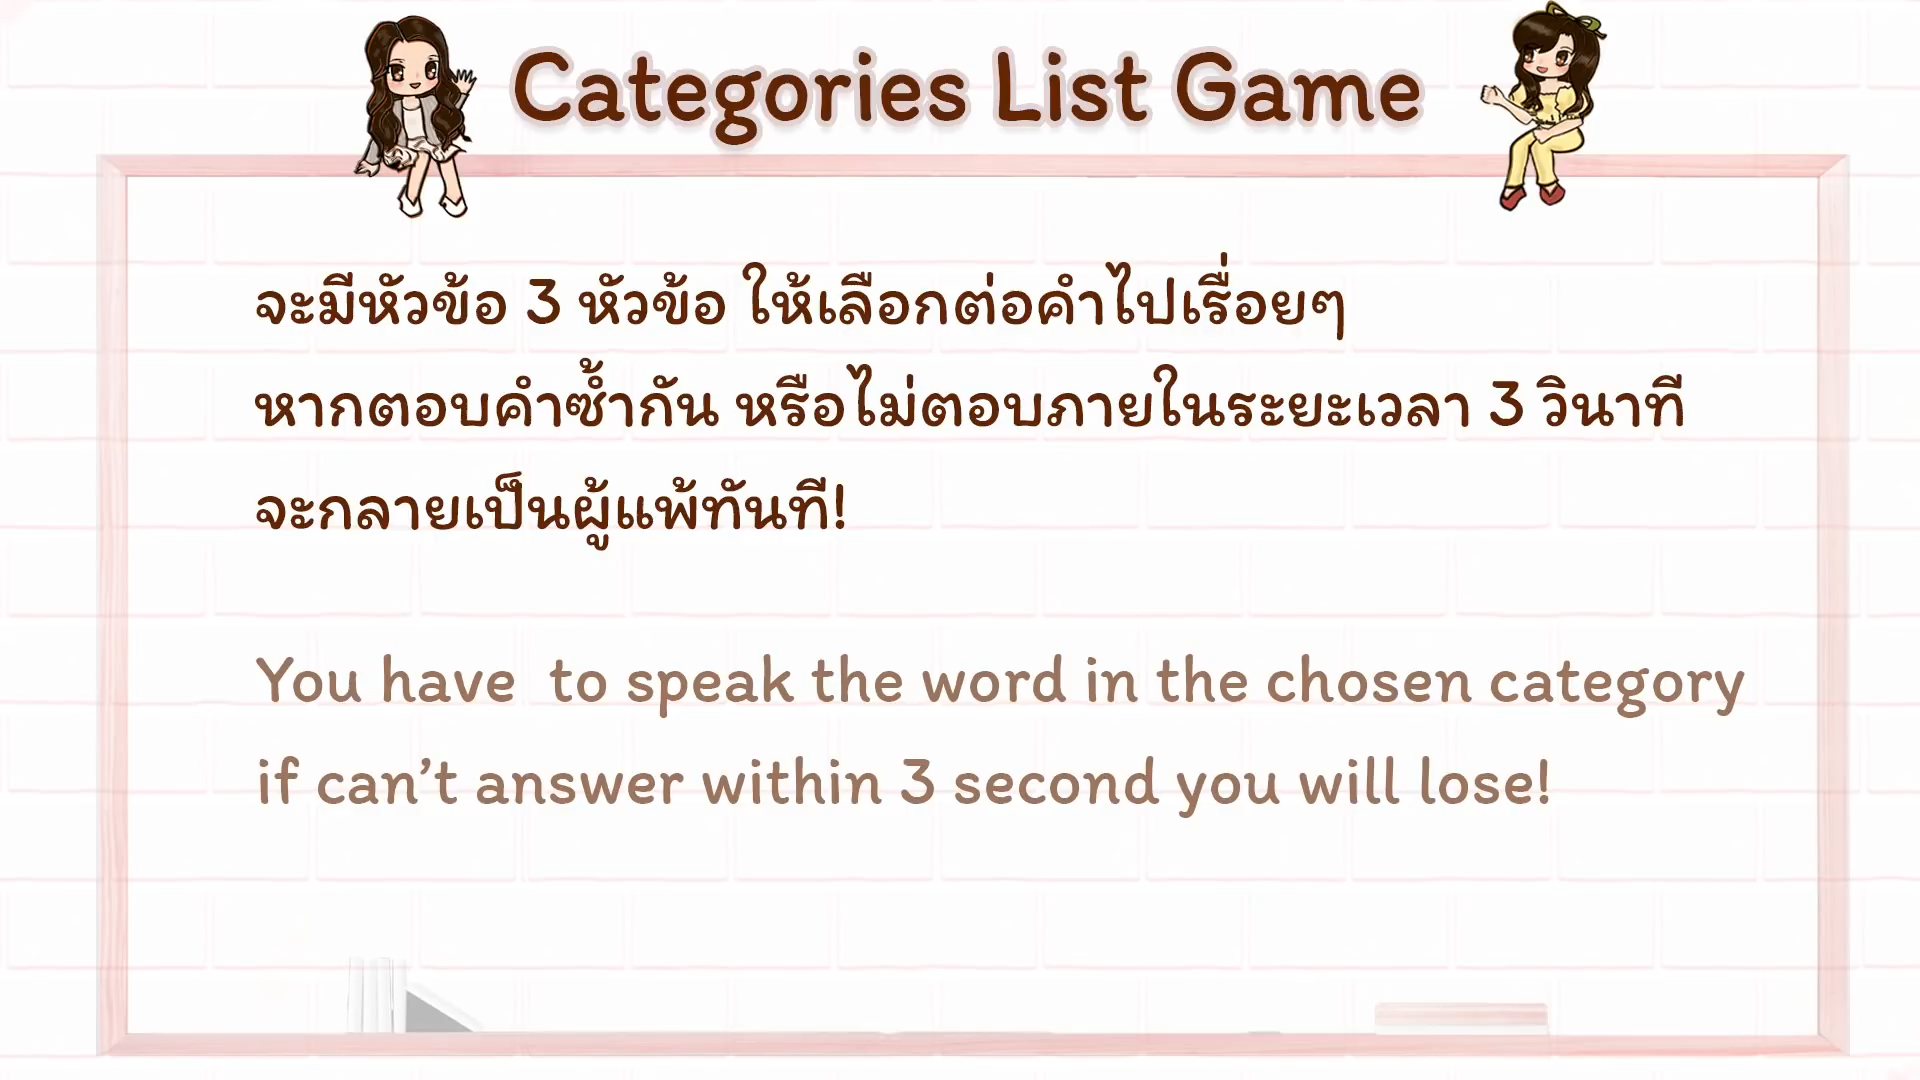 Categories List Game
จะมีหัวข้อ 3 หัวข้อ ให้เลือกต่อคำไปเรื่อยๆ
หากตอบคำซ้ำกัน หรือไม่ตอบภายในระยะเวลา 3 วินาที
จะกลายเป็นผู้แพ้ทันที!
You have  to speak the word in the chosen category
if can’t answer within 3 second you will lose!